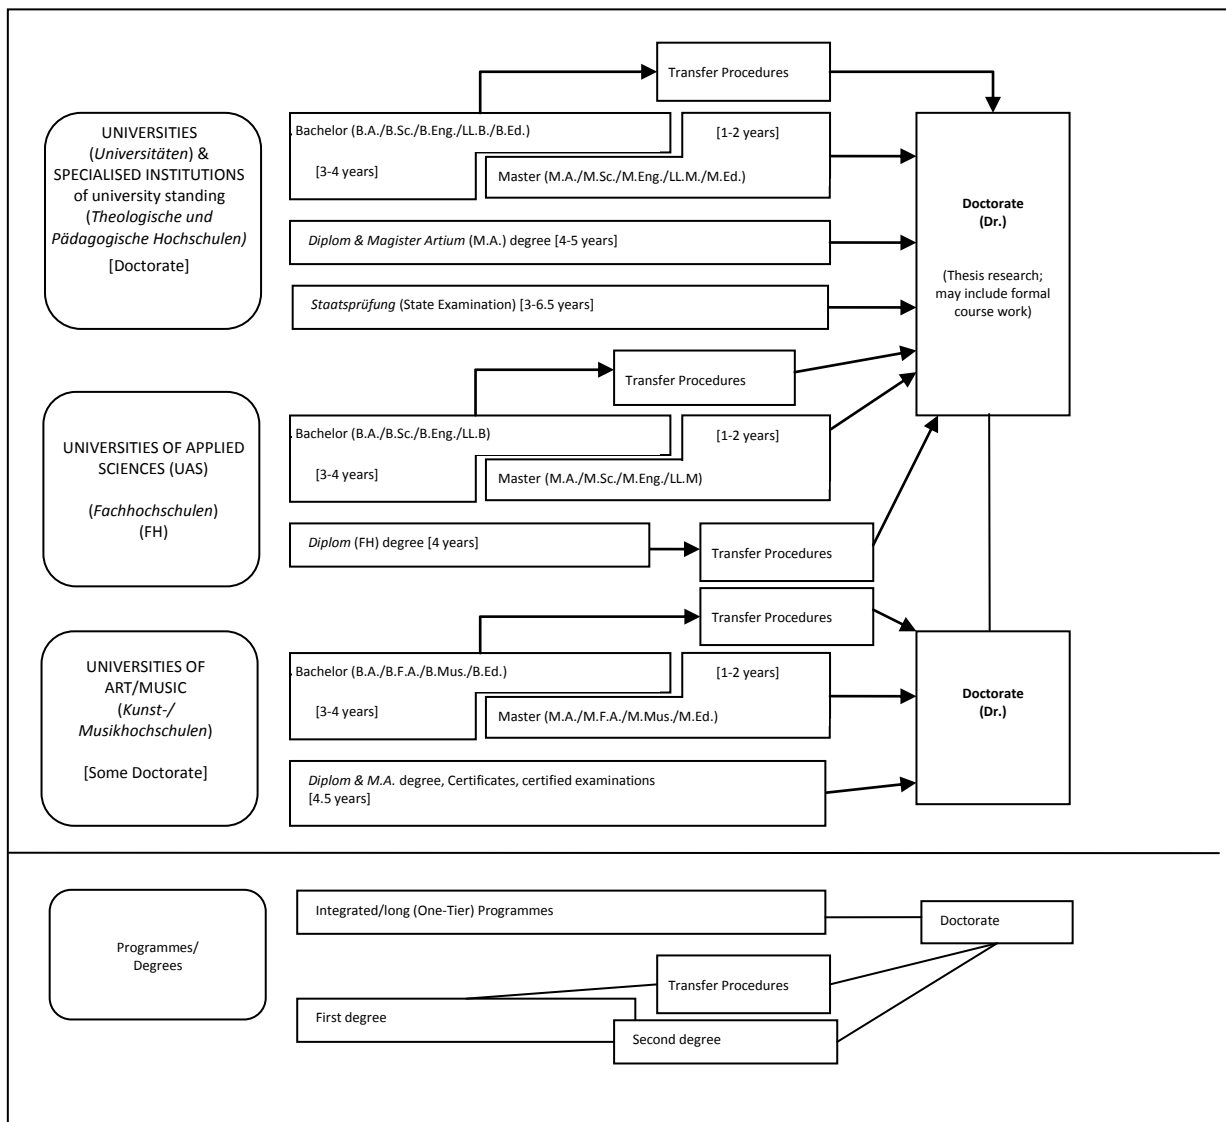 Transfer Procedures
UNIVERSITIES
(Universitäten) &
SPECIALISED INSTITUTIONS
of university standing
(Theologische und
Pädagogische Hochschulen)
[Doctorate]
Bachelor (B.A./B.Sc./B.Eng./LL.B./B.Ed.)
[3-4 years]
[1-2 years]
Master (M.A./M.Sc./M.Eng./LL.M./M.Ed.)
Diplom & Magister Artium (M.A.) degree [4-5 years]
Staatsprüfung (State Examination) [3-6.5 years]
Doctorate
(Dr.)
(Thesis research;
may include formal
course work)
Transfer Procedures
UNIVERSITIES OF APPLIED
SCIENCES (UAS)
(Fachhochschulen)
(FH)
Bachelor (B.A./B.Sc./B.Eng./LL.B)
[3-4 years]
[1-2 years]
Master (M.A./M.Sc./M.Eng./LL.M)
Diplom (FH) degree [4 years]
Transfer Procedures
Transfer Procedures
UNIVERSITIES OF
ART/MUSIC
(Kunst-/
Musikhochschulen)
[Some Doctorate]
Bachelor (B.A./B.F.A./B.Mus./B.Ed.)
[3-4 years]
[1-2 years]
Master (M.A./M.F.A./M.Mus./M.Ed.)
Diplom & M.A. degree, Certificates, certified examinations
[4.5 years]
Doctorate
(Dr.)
Programmes/
Degrees
Integrated/long (One-Tier) Programmes
Doctorate
Transfer Procedures
First degree
Second degree